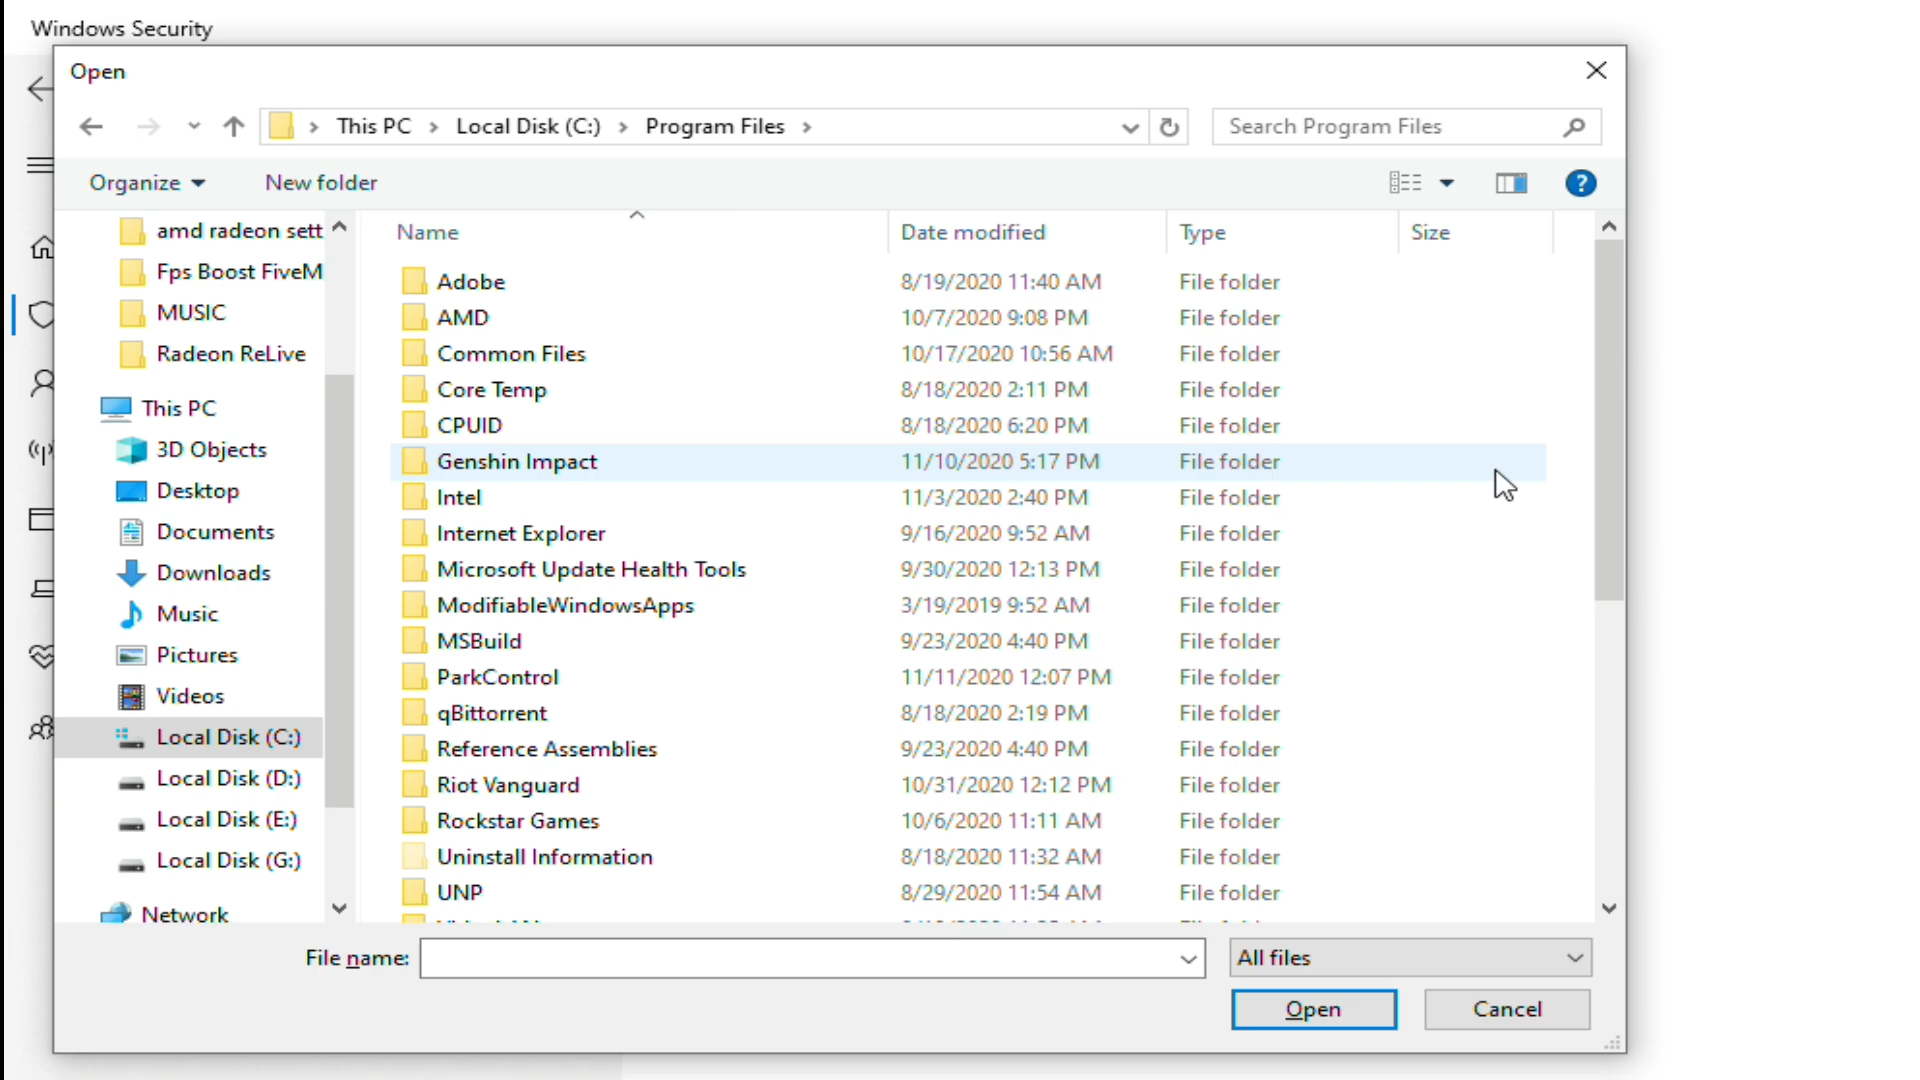 Windows Security
Open
This PC > Local Disk (C:) > Program Files >
Search Program Files
Organize
New folder
amd radeon sett
Fps Boost FiveM
MUSIC
Radeon ReLive
This PC
3D Objects
Desktop
Documents
Downloads
Music
Pictures
Videos
Local Disk (C:)
Local Disk (D:)
Local Disk (E:)
Local Disk (G:)
Network
Name Date modified Type Size
Adobe 8/19/2020 11:40 AM File folder
AMD 10/7/2020 9:08 PM File folder
Common Files 10/17/2020 10:56 AM File folder
Core Temp 8/18/2020 2:11 PM File folder
CPUID 8/18/2020 6:20 PM File folder
Genshin Impact 11/10/2020 5:17 PM File folder
Intel 11/3/2020 2:40 PM File folder
Internet Explorer 9/16/2020 9:52 AM File folder
Microsoft Update Health Tools 9/30/2020 12:13 PM File folder
ModifiableWindowsApps 3/19/2019 9:52 AM File folder
MSBuild 9/23/2020 4:40 PM File folder
ParkControl 11/11/2020 12:07 PM File folder
qBittorrent 8/18/2020 2:19 PM File folder
Reference Assemblies 9/23/2020 4:40 PM File folder
Riot Vanguard 10/31/2020 12:12 PM File folder
Rockstar Games 10/6/2020 11:11 AM File folder
Uninstall Information 8/18/2020 11:32 AM File folder
UNP 8/29/2020 11:54 AM File folder
File name:
All files
Open
Cancel